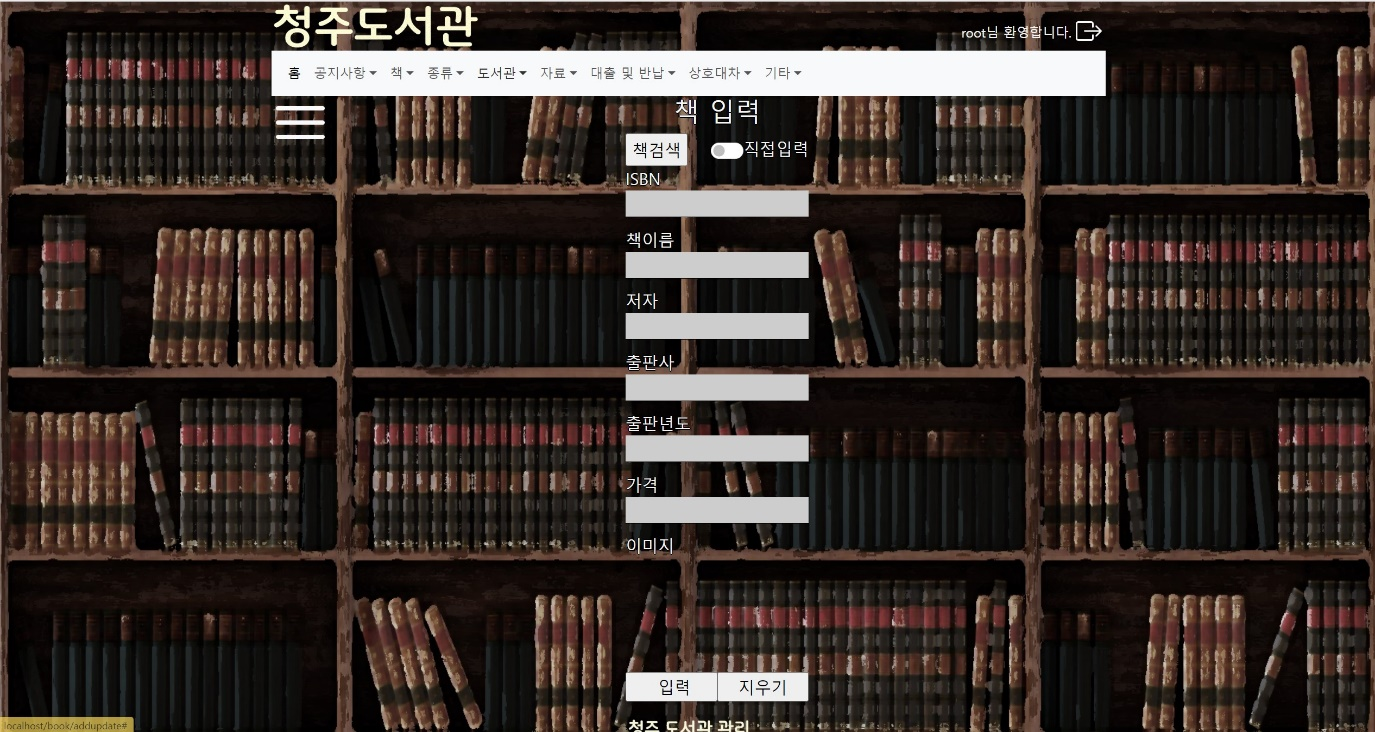 청주도서관
root님 환영합니다.
홈 공지사항 책 종류 도서관 자료 대출 및 반납 상호대차 기타
책 입력
책검색 직접입력
ISBN
책이름
저자
출판사
출판년도
가격
이미지
입력 지우기
청주 도서관 관리
localhost/book/addupdate#